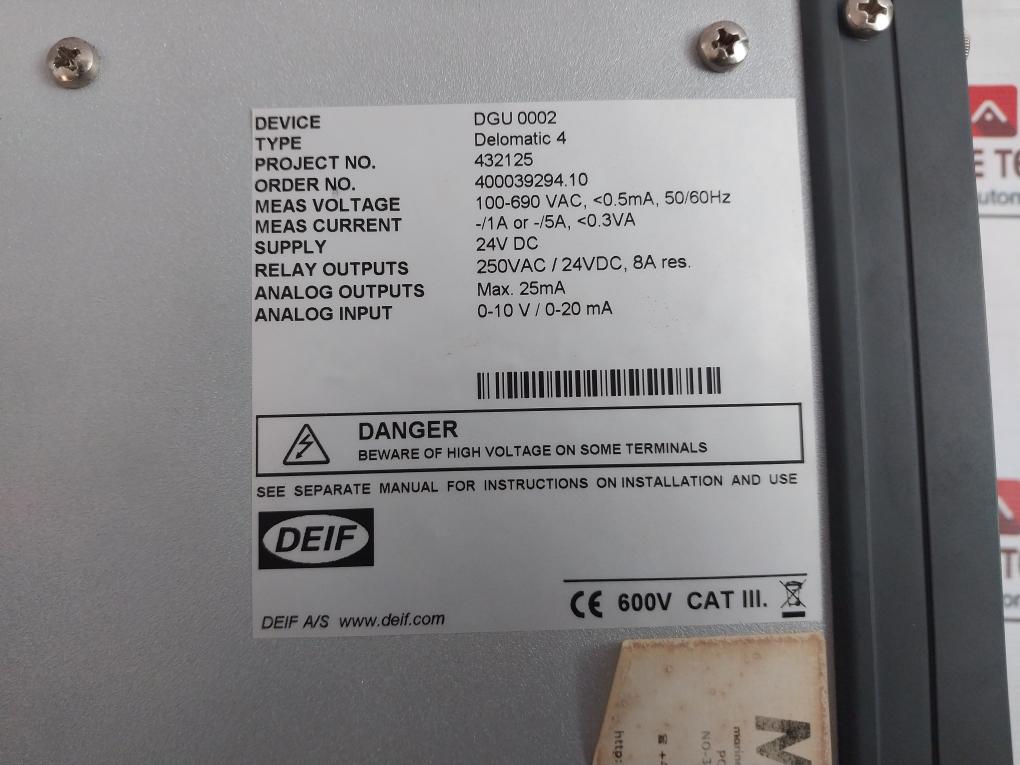 DEVICE DGU 0002
TYPE Delomatic 4
PROJECT NO. 432125
ORDER NO. 400039294.10
MEAS VOLTAGE 100-690 VAC, <0.5mA, 50/60Hz
MEAS CURRENT -/1A or -/5A, <0.3VA
SUPPLY 24V DC
RELAY OUTPUTS 250VAC / 24VDC, 8A res.
ANALOG OUTPUTS Max. 25mA
ANALOG INPUT 0-10 V / 0-20 mA
DANGER
BEWARE OF HIGH VOLTAGE ON SOME TERMINALS
SEE SEPARATE MANUAL FOR INSTRUCTIONS ON INSTALLATION AND USE
DEIF
CE 600V CAT III.
DEIF A/S www.deif.com